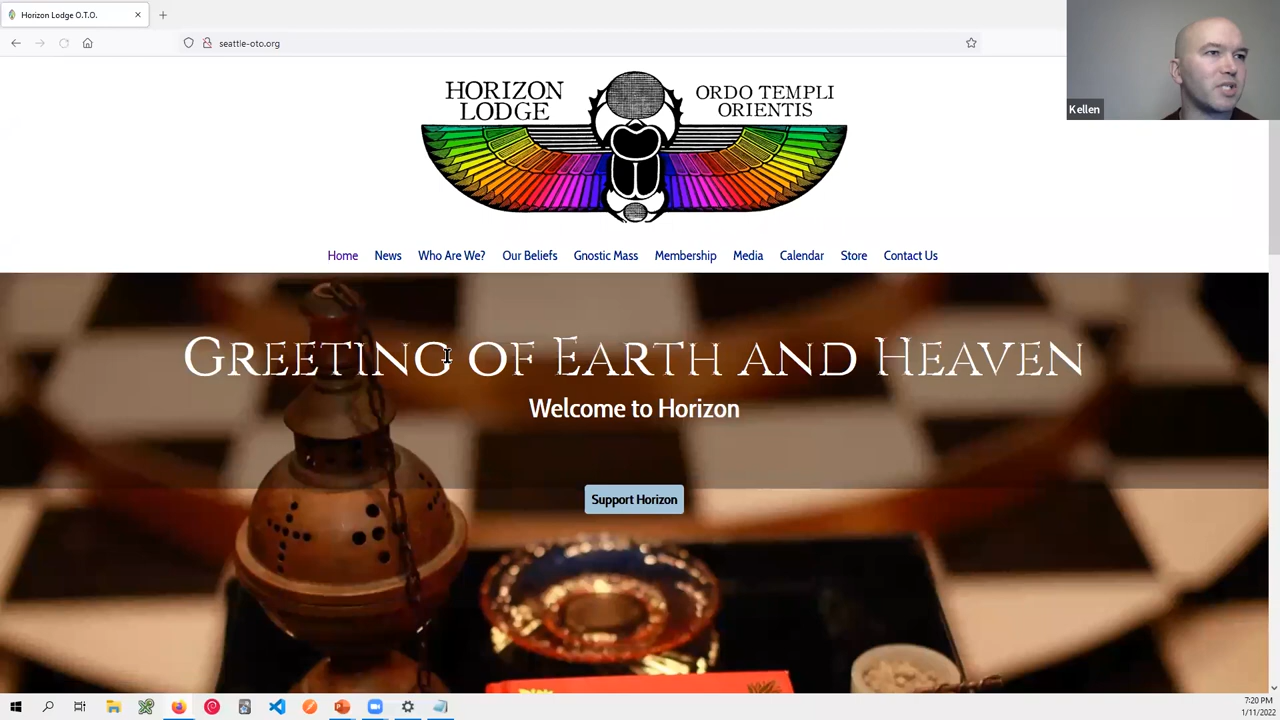 Horizon Lodge O.T.O.
seattle-oto.org
Kellen
HORIZON
LODGE
ORDO TEMPLI
ORIENTIS
Home News Who Are We? Our Beliefs Gnostic Mass Membership Media Calendar Store Contact Us
Greeting of Earth and Heaven
Welcome to Horizon
Support Horizon
7:20 PM
1/11/2022